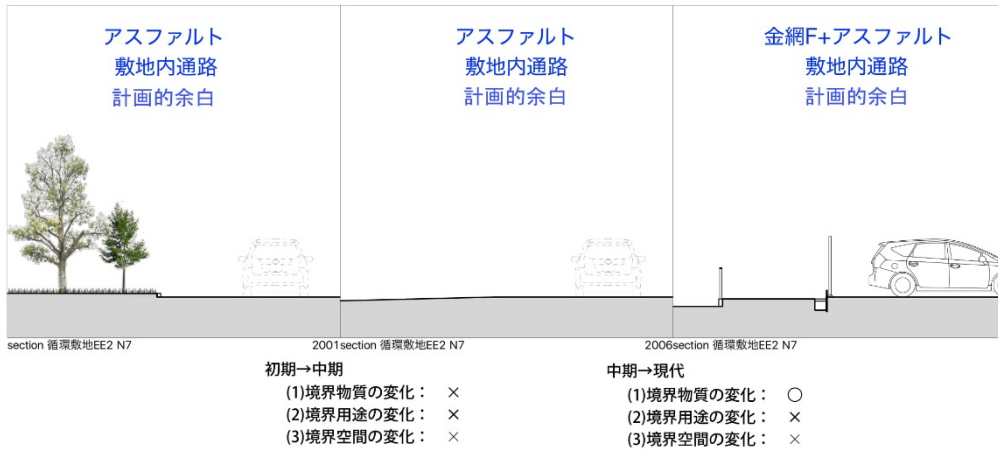 アスファルト
敷地内通路
計画的余白
アスファルト
敷地内通路
計画的余白
金網F+アスファルト
敷地内通路
計画的余白
section 循環敷地EE2 N7
2001section 循環敷地EE2 N7
2006section 循環敷地EE2 N7
初期→中期
(1)境界物質の変化： ×
(2)境界用途の変化： ×
(3)境界空間の変化： ×
中期→現代
(1)境界物質の変化： ○
(2)境界用途の変化： ×
(3)境界空間の変化： ×